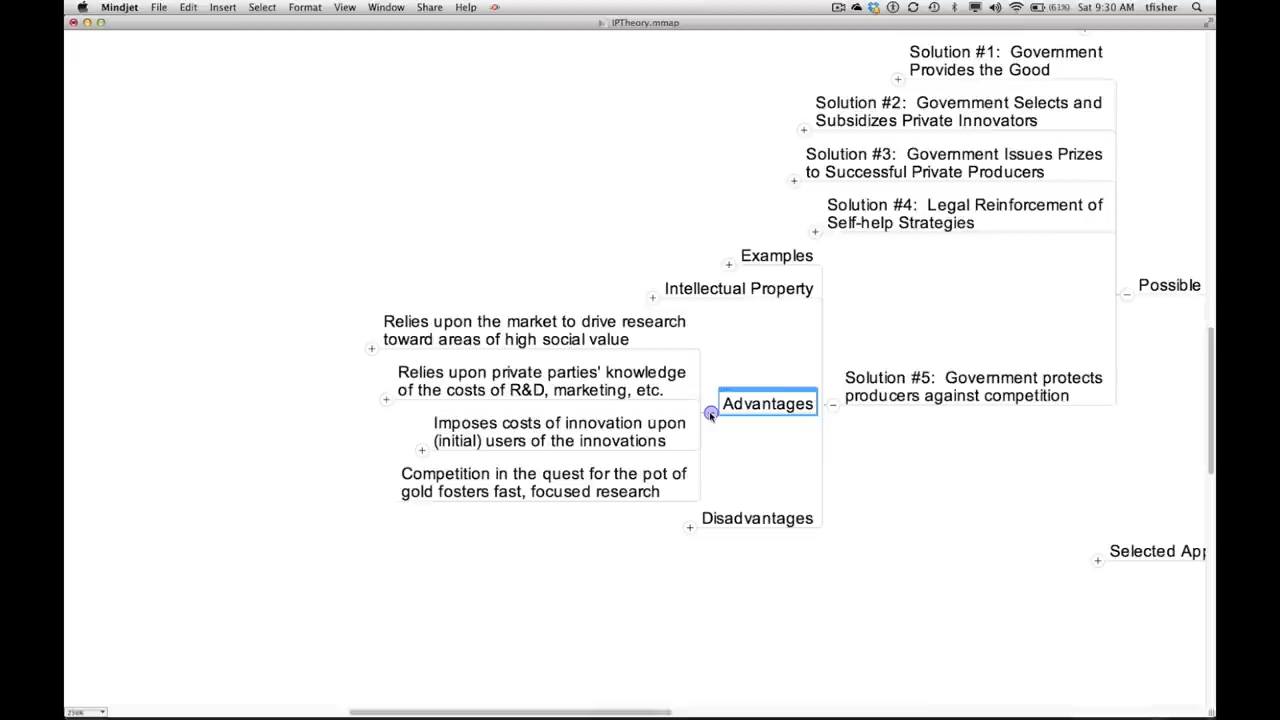 Mindjet File Edit Insert Select Format View Window Share Help
(61%) Sat 9:30 AM tfisher
IPTheory.mmap
Solution #1: Government
Provides the Good
Solution #2: Government Selects and
Subsidizes Private Innovators
Solution #3: Government Issues Prizes
to Successful Private Producers
Solution #4: Legal Reinforcement of
Self-help Strategies
Examples
Possible
Intellectual Property
Relies upon the market to drive research
toward areas of high social value
Relies upon private parties' knowledge
of the costs of R&D, marketing, etc.
Solution #5: Government protects
producers against competition
Advantages
Imposes costs of innovation upon
(initial) users of the innovations
Competition in the quest for the pot of
gold fosters fast, focused research
Disadvantages
Selected App